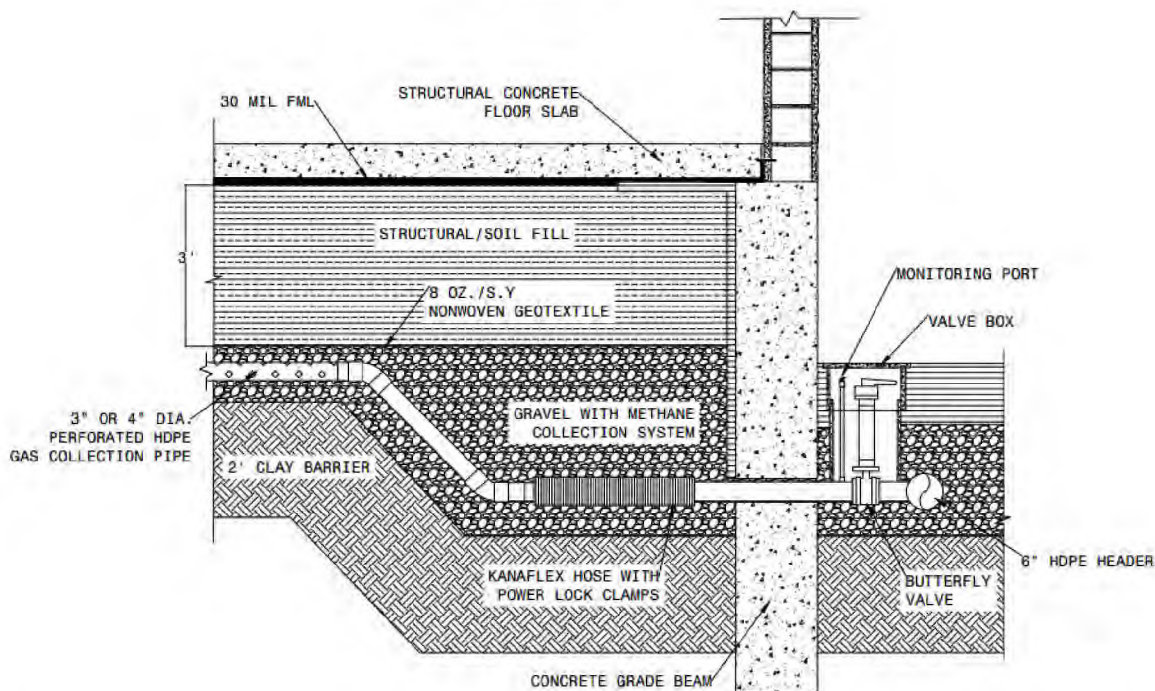 30 MIL FML
STRUCTURAL CONCRETE
FLOOR SLAB
STRUCTURAL/SOIL FILL
3'
8 OZ./S.Y
NONWOVEN GEOTEXTILE
MONITORING PORT
VALVE BOX
3" OR 4" DIA.
PERFORATED HDPE
GAS COLLECTION PIPE
GRAVEL WITH METHANE
COLLECTION SYSTEM
2' CLAY BARRIER
KANAFLEX HOSE WITH
POWER LOCK CLAMPS
BUTTERFLY
VALVE
6" HDPE HEADER
CONCRETE GRADE BEAM